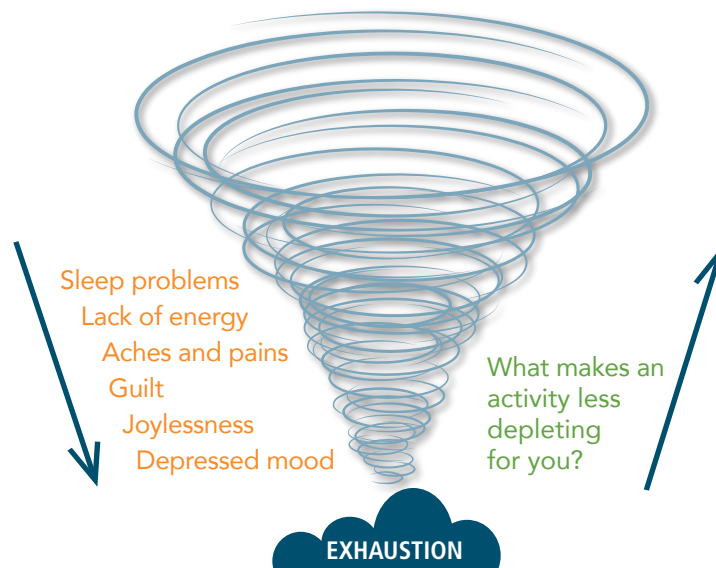 Sleep problems
Lack of energy
Aches and pains
Guilt
Joylessness
Depressed mood
What makes an
activity less
depleting
for you?
EXHAUSTION